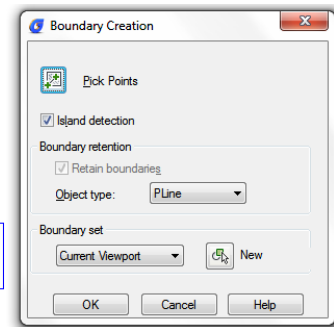 Boundary Creation
Pick Points
Island detection
Boundary retention
Retain boundaries
Object type: PLine
Boundary set
Current Viewport New
OK Cancel Help